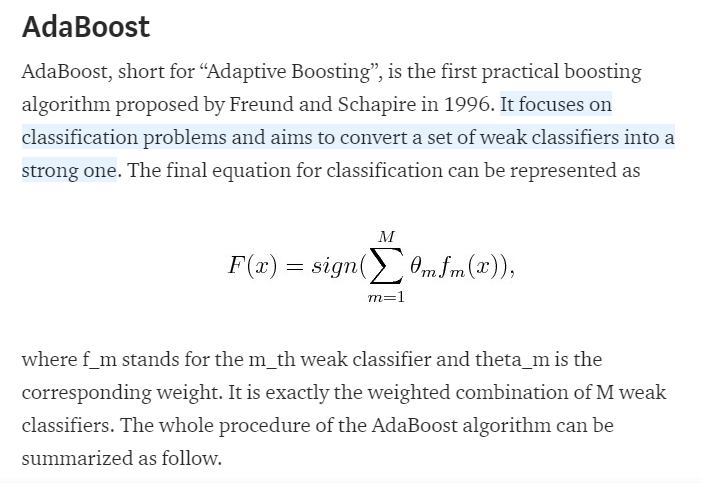 AdaBoost
AdaBoost, short for “Adaptive Boosting”, is the first practical boosting
algorithm proposed by Freund and Schapire in 1996. It focuses on
classification problems and aims to convert a set of weak classifiers into a
strong one. The final equation for classification can be represented as
F(x) = sign(∑_{m=1}^{M} θ_m f_m(x)),
where f_m stands for the m_th weak classifier and theta_m is the
corresponding weight. It is exactly the weighted combination of M weak
classifiers. The whole procedure of the AdaBoost algorithm can be
summarized as follow.